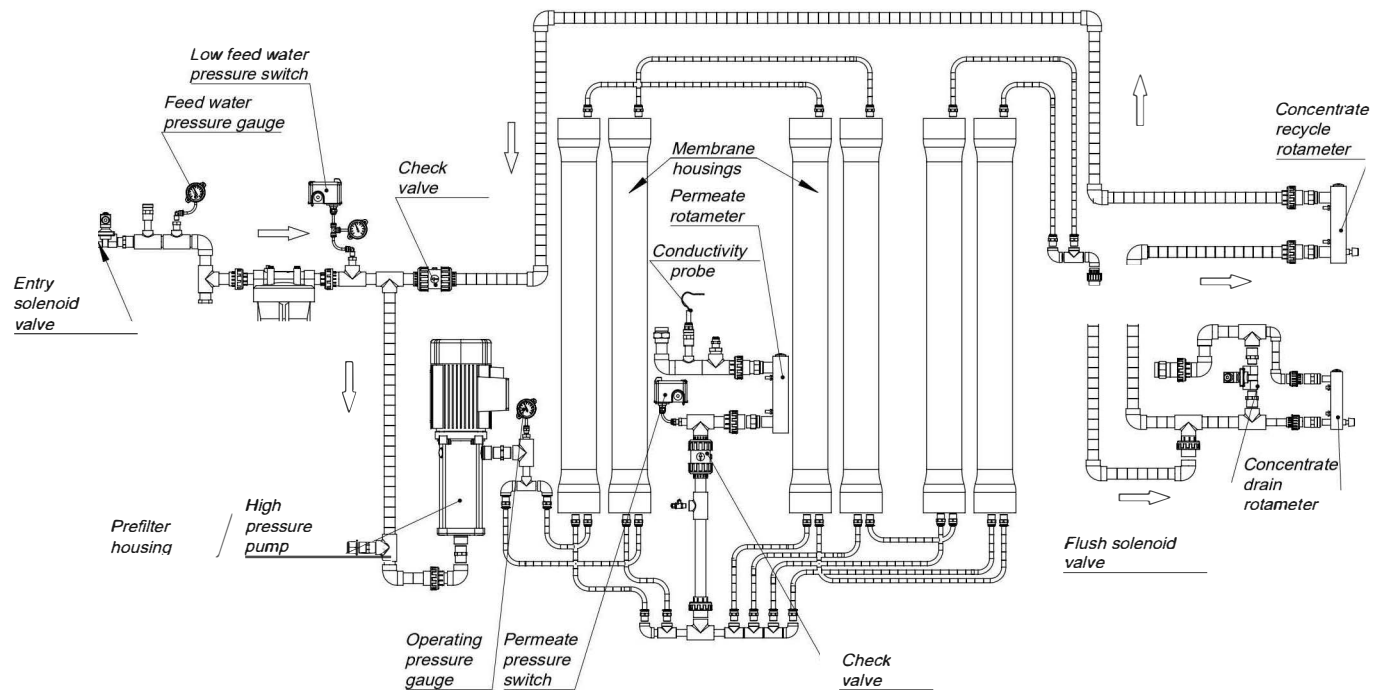 Low feed water
pressure switch
Feed water
pressure gauge
Check
valve
Entry
solenoid
valve
Membrane
housings
Permeate
rotameter
Conductivity
probe
Concentrate
recycle
rotameter
Prefilter
housing
High
pressure
pump
Operating
pressure
gauge
Permeate
pressure
switch
Check
valve
Concentrate
drain
rotameter
Flush solenoid
valve